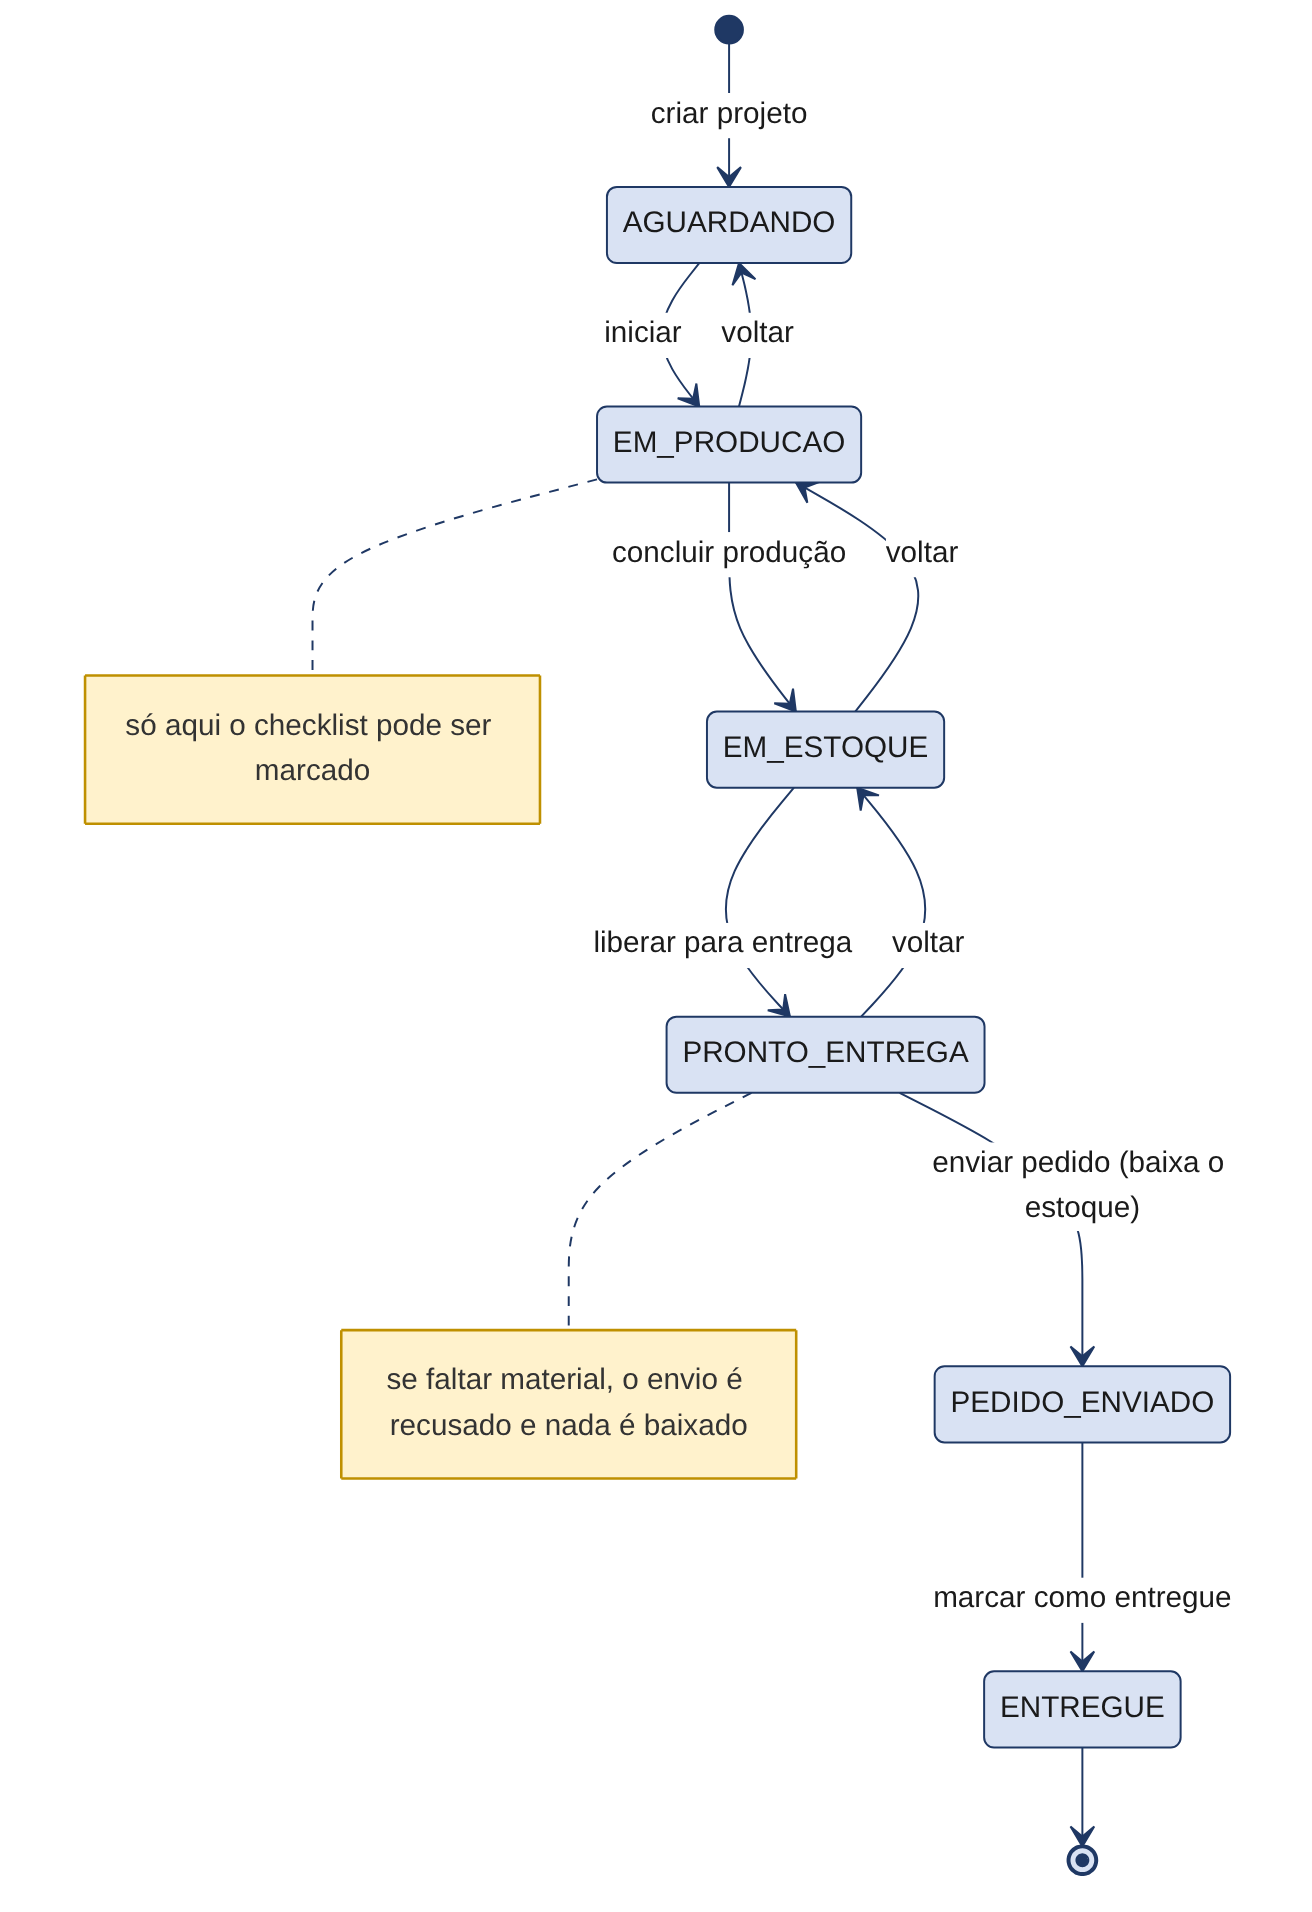 criar projeto
AGUARDANDO
iniciar
voltar
EM_PRODUCAO
concluir produção
voltar
só aqui o checklist pode ser
marcado
EM_ESTOQUE
liberar para entrega
voltar
PRONTO_ENTREGA
enviar pedido (baixa o
estoque)
se faltar material, o envio é
recusado e nada é baixado
PEDIDO_ENVIADO
marcar como entregue
ENTREGUE